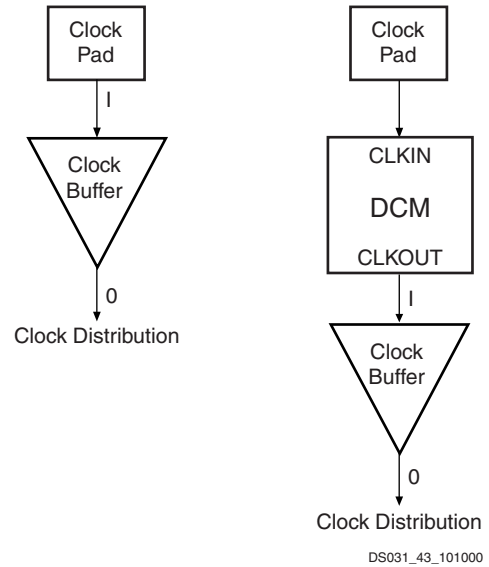 Clock
Pad
I
Clock
Buffer
0
Clock Distribution
Clock
Pad
CLKIN
DCM
CLKOUT
I
Clock
Buffer
0
Clock Distribution
DS031_43_101000